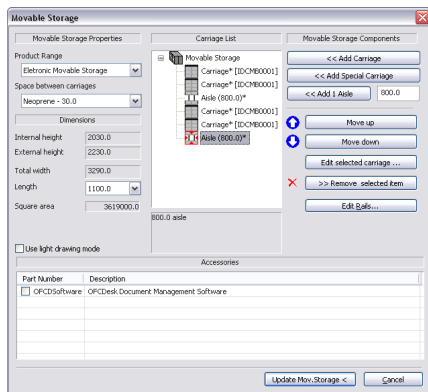 Movable Storage
Movable Storage Properties
Product Range
Eletronic Movable Storage
Space between carriages
Neoprene - 30.0
Dimensions
Internal height 2030.0
External height 2230.0
Total width 3290.0
Length 1100.0
Square area 3619000.0
Use light drawing mode
Carriage List
Movable Storage
Carriage* [IDCMB0001]
Carriage* [IDCMB0001]
Aisle (800.0)*
Carriage* [IDCMB0001]
Carriage* [IDCMB0001]
Aisle (800.0)*
800.0 aisle
Movable Storage Components
<< Add Carriage
<< Add Special Carriage
<< Add 1 Aisle 800.0
Move up
Move down
Edit selected carriage ...
>> Remove selected item
Edit Rails...
Accessories
Part Number Description
OFCDSoftware OFCDesk Document Management Software
Update Mov.Storage < Cancel